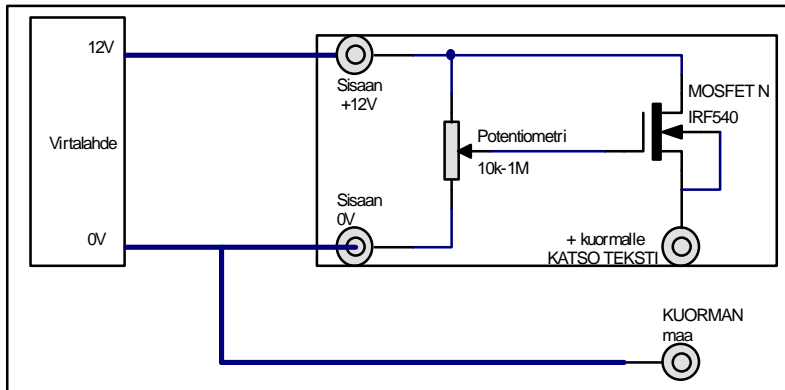 12V
Virtalahde
0V
Sisaan
+12V
Potentiometri
10k-1M
MOSFET N
IRF540
Sisaan
0V
+ kuormalle
KATSO TEKSTI
KUORMAN
maa